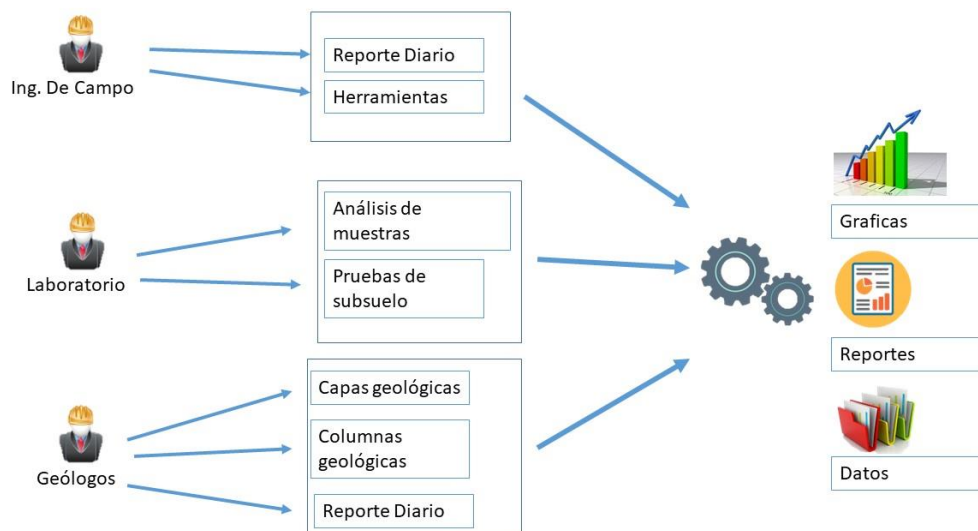 Ing. De Campo
Reporte Diario
Herramientas
Laboratorio
Análisis de
muestras
Pruebas de
subsuelo
Geólogos
Capas geológicas
Columnas
geológicas
Reporte Diario
Graficas
Reportes
Datos